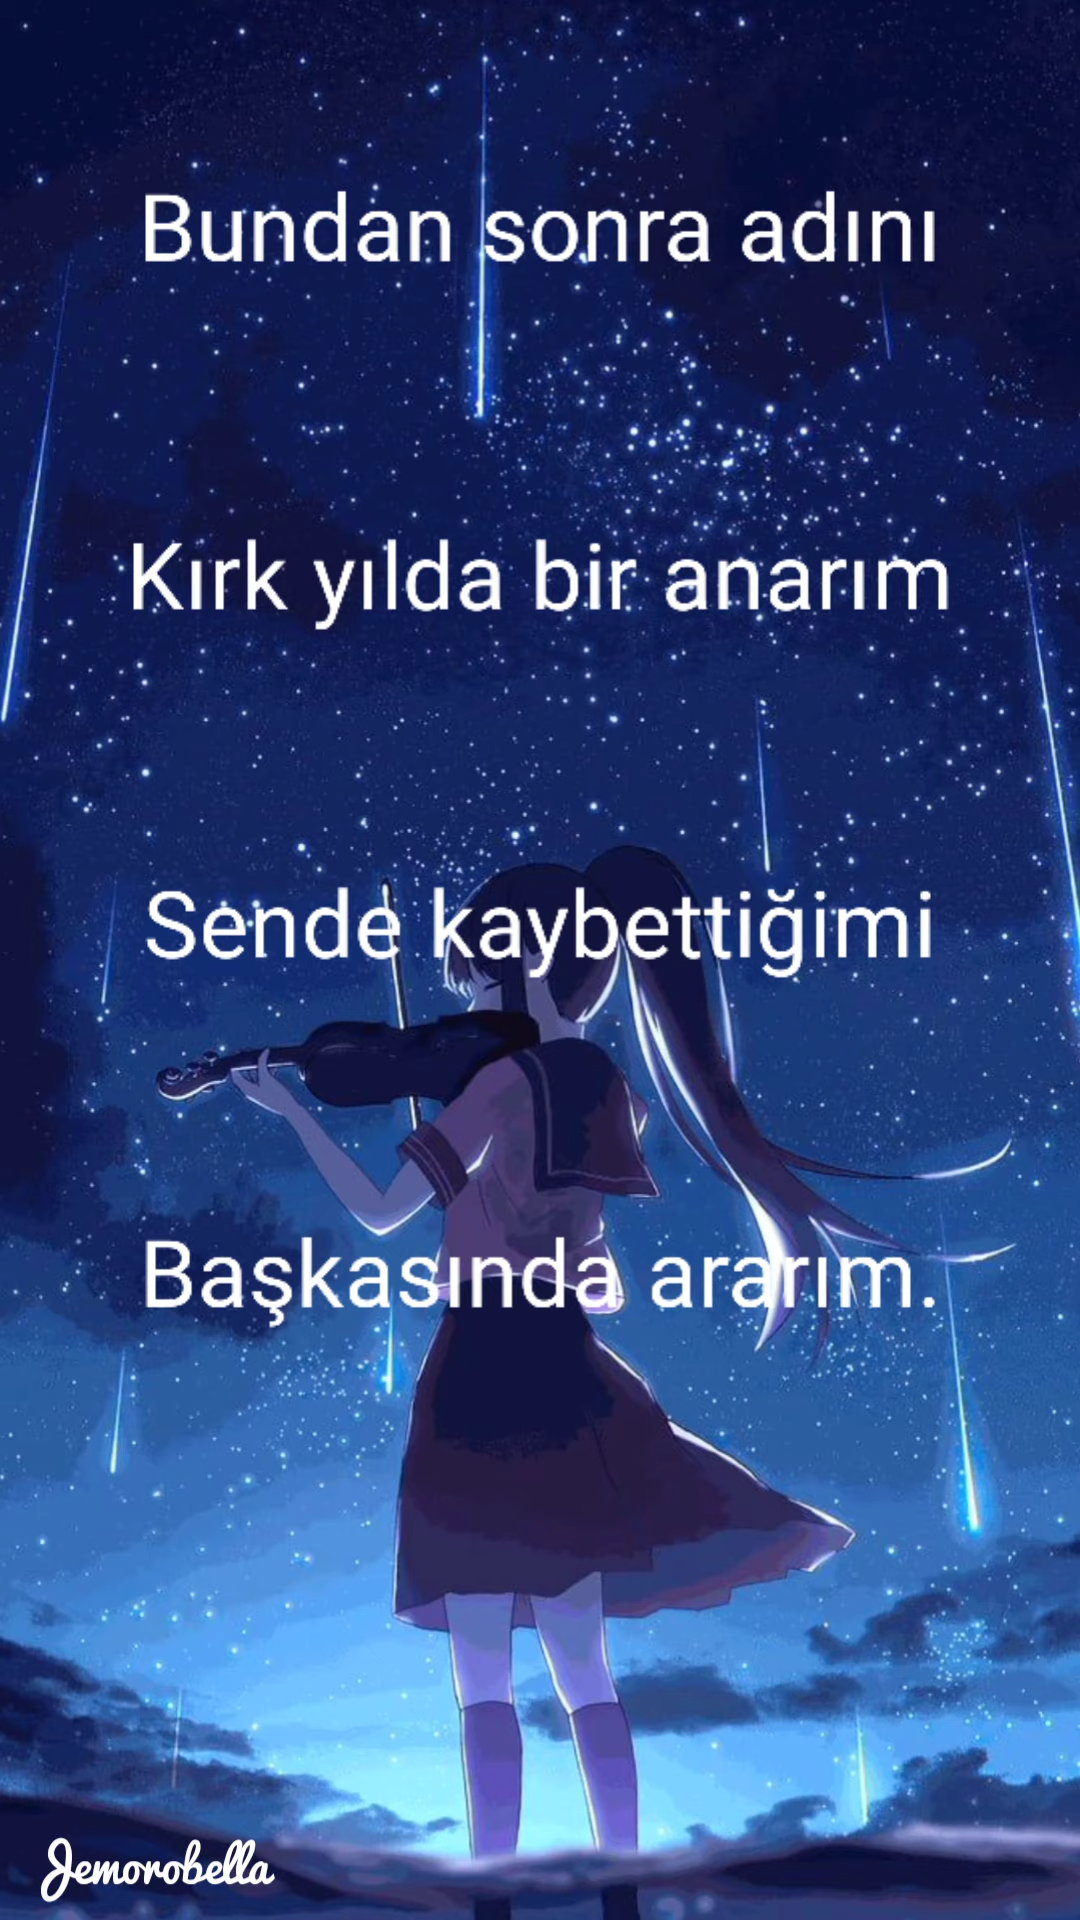 Bundan sonra adını
Kırk yılda bir anarım
Sende kaybettiğimi
Başkasında ararım.
Jemorobella